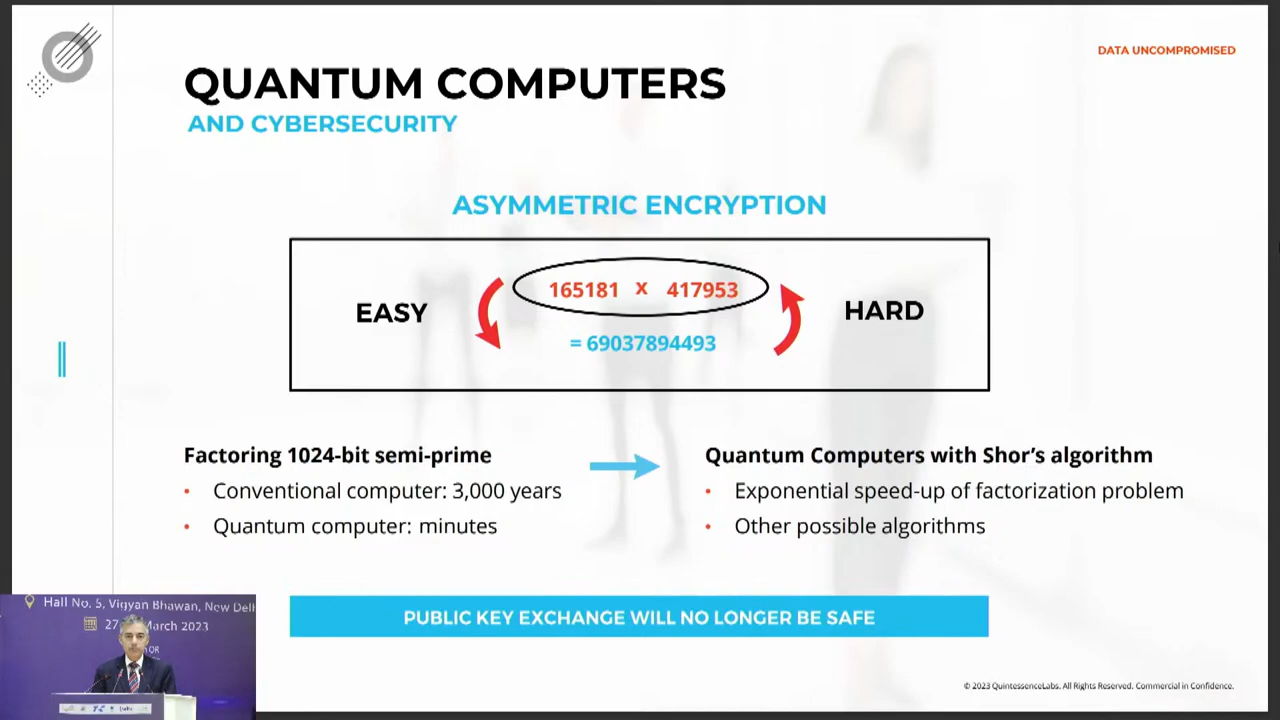 DATA UNCOMPROMISED
QUANTUM COMPUTERS
AND CYBERSECURITY
ASYMMETRIC ENCRYPTION
EASY
165181 x 417953
= 69037894493
HARD
Factoring 1024-bit semi-prime
• Conventional computer: 3,000 years
• Quantum computer: minutes
Quantum Computers with Shor's algorithm
• Exponential speed-up of factorization problem
• Other possible algorithms
PUBLIC KEY EXCHANGE WILL NO LONGER BE SAFE
Hall No. 5, Vigyan Bhawan, New Delh
27 March 2023
© 2023 QuintessenceLabs. All Rights Reserved. Commercial in Confidence.